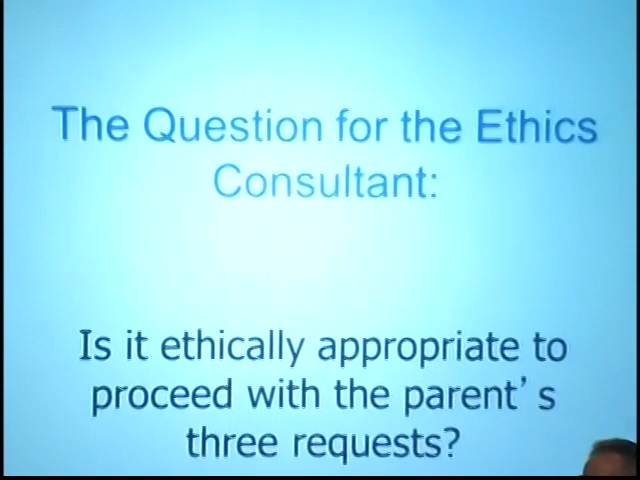 The Question for the Ethics
Consultant:
Is it ethically appropriate to
proceed with the parent's
three requests?